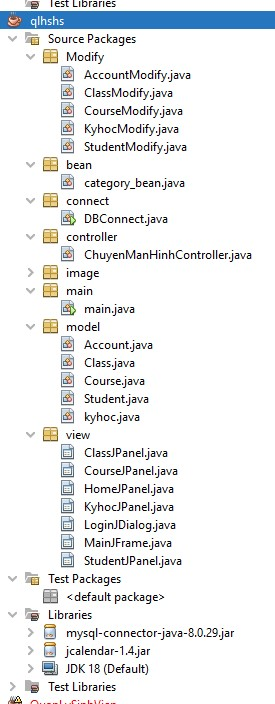 Test Libraries
qlhshs
Source Packages
Modify
AccountModify.java
ClassModify.java
CourseModify.java
KyhocModify.java
StudentModify.java
bean
category_bean.java
connect
DBConnect.java
controller
ChuyenManHinhController.java
image
main
main.java
model
Account.java
Class.java
Course.java
Student.java
kyhoc.java
view
ClassJPanel.java
CourseJPanel.java
HomeJPanel.java
KyhocJPanel.java
LoginJDialog.java
MainJFrame.java
StudentJPanel.java
Test Packages
<default package>
Libraries
mysql-connector-java-8.0.29.jar
jcalendar-1.4.jar
JDK 18 (Default)
Test Libraries
QuanLySinhVien